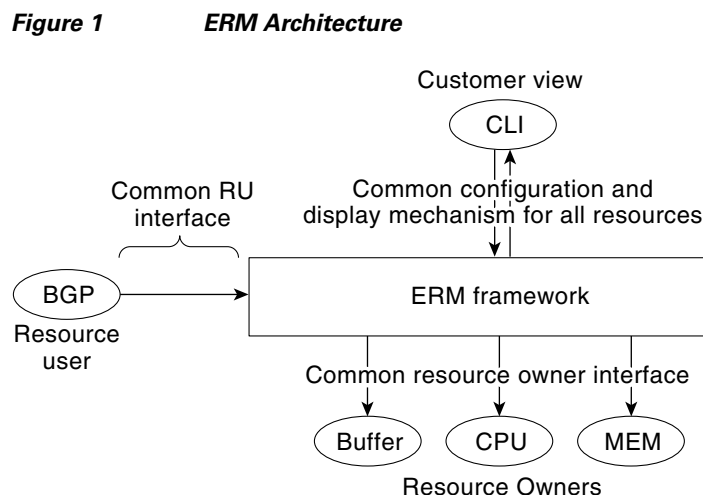 Figure 1 ERM Architecture
Customer view
CLI
Common RU
interface
Common configuration and
display mechanism for all resources
BGP
ERM framework
Resource
user
Common resource owner interface
Buffer CPU MEM
Resource Owners